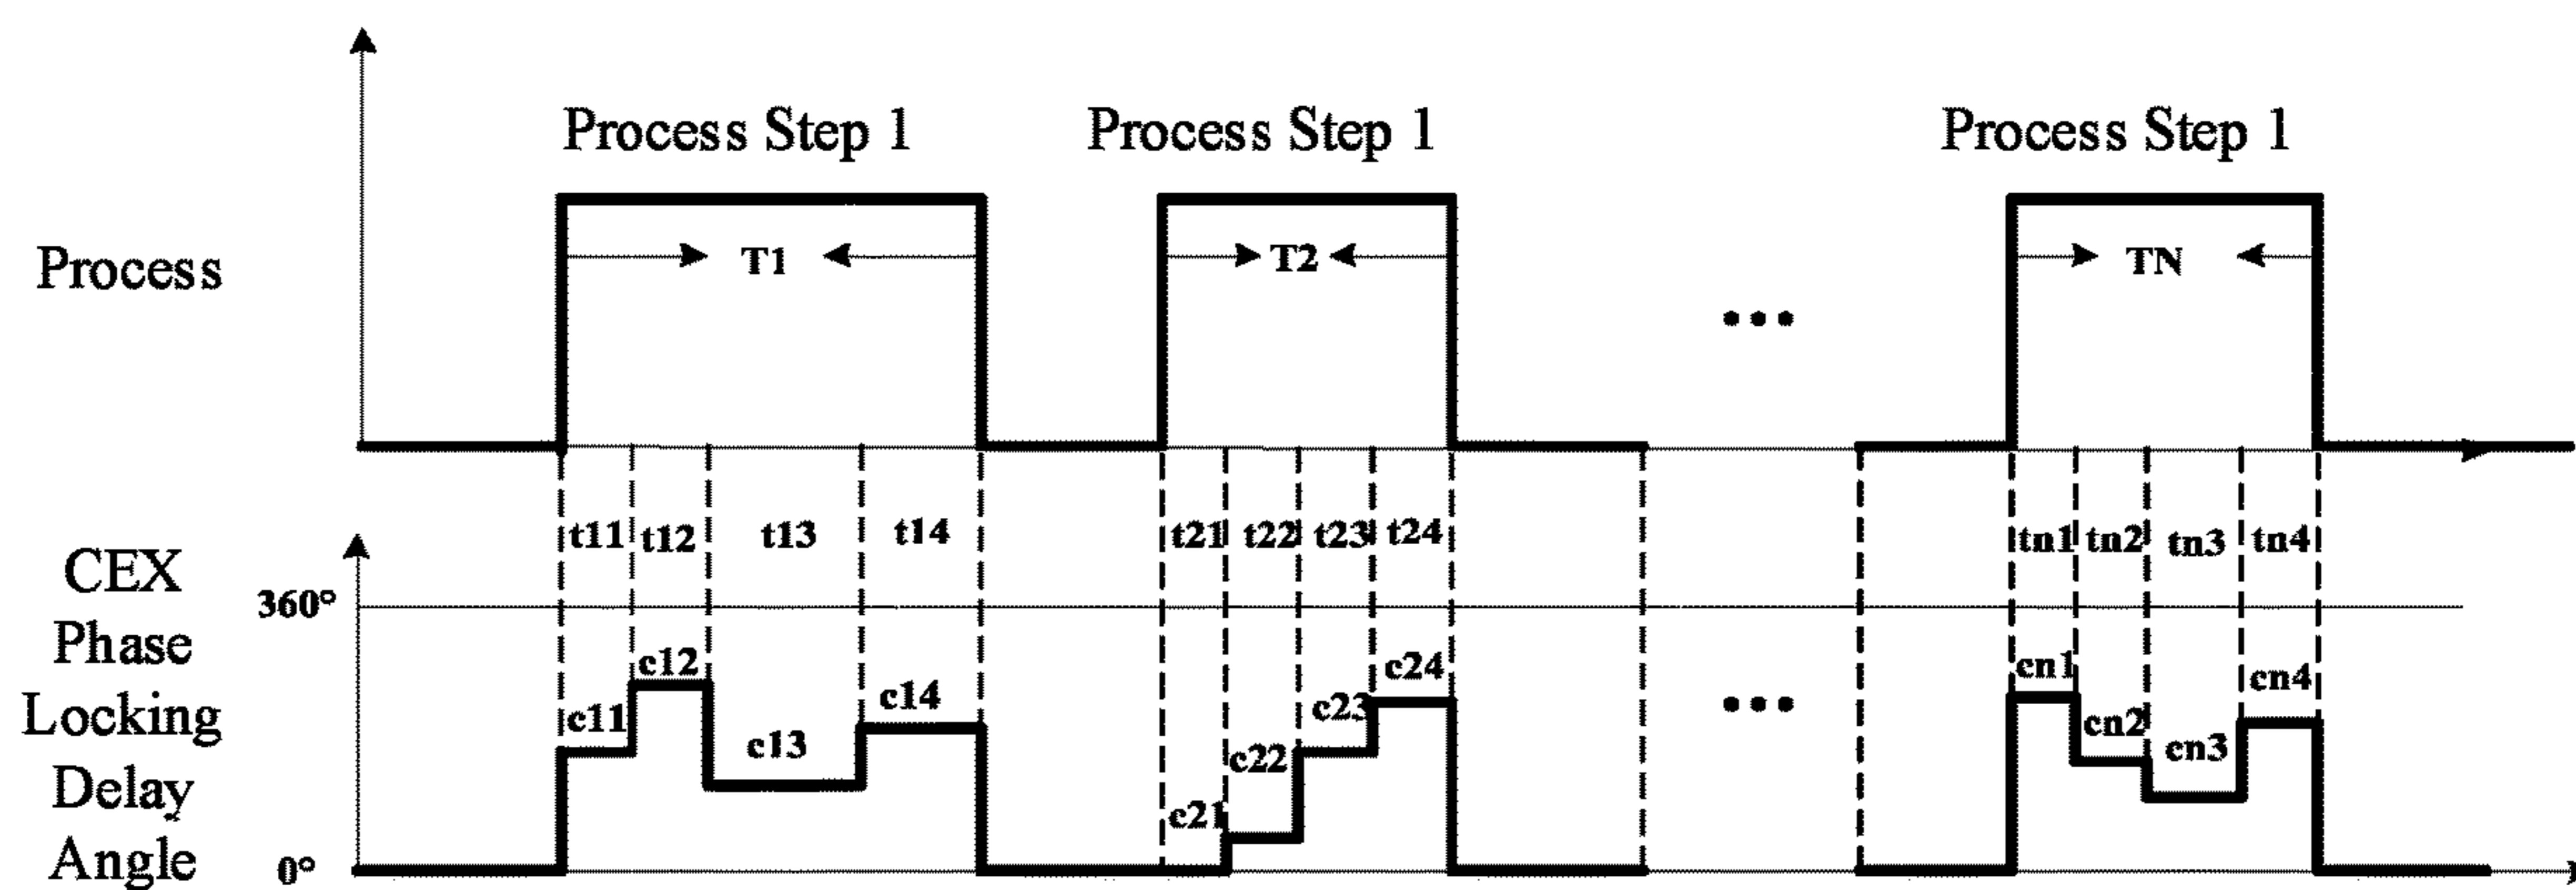 Process Step 1 Process Step 1 Process Step 1
Process
T1 T2 TN
...
t11 t12 t13 t14 t21 t22 t23 t24 tn1 tn2 tn3 tn4
CEX
Phase
Locking
Delay
Angle
360°
c11 c12 c13 c14 c21 c22 c23 c24 ... cn1 cn2 cn3 cn4
0°